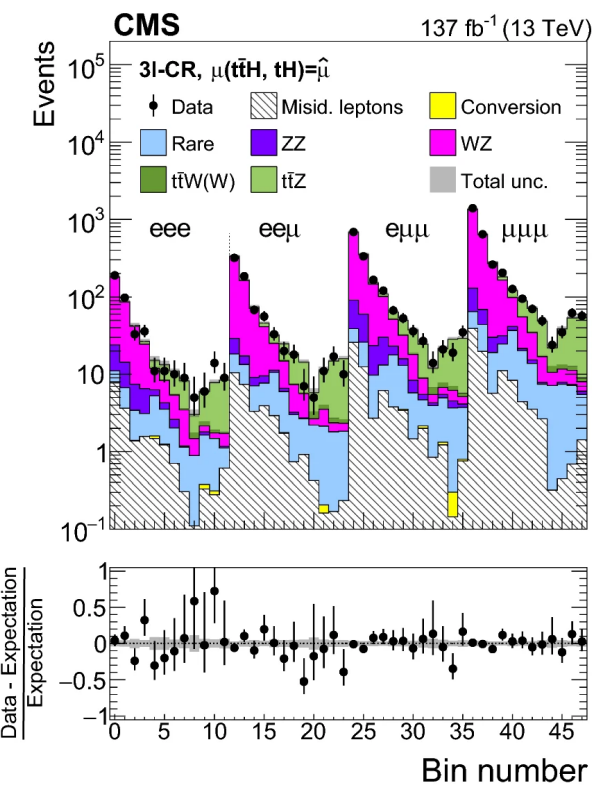 CMS 137 fb⁻¹ (13 TeV)
Events
3l-CR, μ(tt̄H, tH)=μ̂
Data Misid. leptons Conversion
Rare ZZ WZ
tt̄W(W) tt̄Z Total unc.
eee eeμ eμμ μμμ
10⁵
10⁴
10³
10²
10
1
10⁻¹
Data - Expectation
Expectation
1
0.5
0
−0.5
−1
0 5 10 15 20 25 30 35 40 45
Bin number